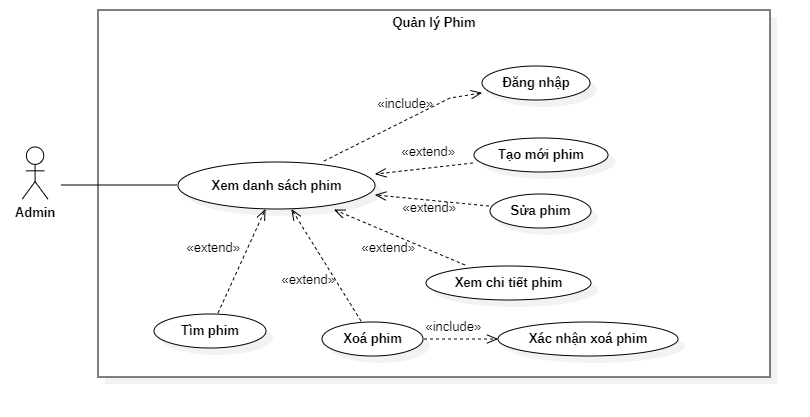 Quản lý Phim
Đăng nhập
«include»
Tạo mới phim
«extend»
Xem danh sách phim
Admin
Sửa phim
«extend»
«extend»
«extend»
Xem chi tiết phim
«extend»
Tìm phim
Xoá phim
«include»
Xác nhận xoá phim